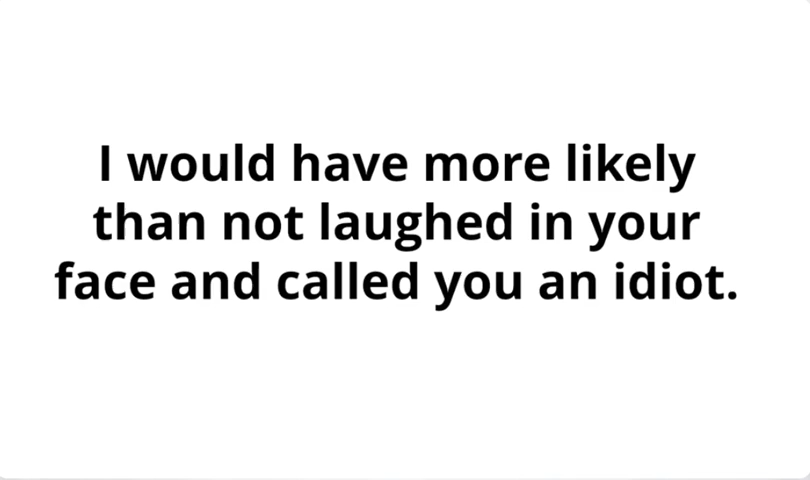 I would have more likely
than not laughed in your
face and called you an idiot.